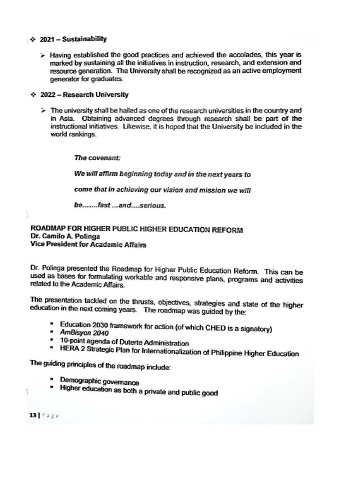 ❖ 2021 – Sustainability
➢ Having established the good practices and achieved the accolades, this year is
marked by sustaining all the initiatives in instruction, research, and extension and
resource generation. The University shall be recognized as an active employment
generator for graduates.
❖ 2022 – Research University
➢ The university shall be hailed as one of the research universities in the country and
in Asia. Obtaining advanced degrees through research shall be part of the
instructional initiatives. Likewise, it is hoped that the University be included in the
world rankings.
The covenant:
We will affirm beginning today and in the next years to
come that in achieving our vision and mission we will
be........fast ...and....serious.
ROADMAP FOR HIGHER PUBLIC HIGHER EDUCATION REFORM
Dr. Camilo A. Polinga
Vice President for Academic Affairs
Dr. Polinga presented the Roadmap for Higher Public Education Reform. This can be
used as bases for formulating workable and responsive plans, programs and activities
related to the Academic Affairs.
The presentation tackled on the thrusts, objectives, strategies and state of the higher
education in the next coming years. The roadmap was guided by the:
▪ Education 2030 framework for action (of which CHED is a signatory)
▪ AmBisyon 2040
▪ 10-point agenda of Duterte Administration
▪ HERA 2 Strategic Plan for Internationalization of Philippine Higher Education
The guiding principles of the roadmap include:
▪ Demographic governance
▪ Higher education as both a private and public good
13 | Page